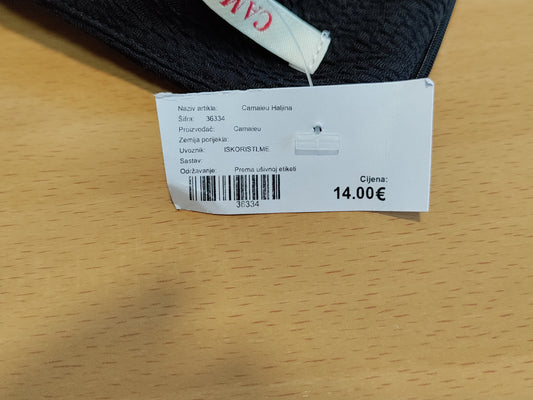 CAM
Naziv artikla: Camaieu Haljina
Šifra: 36334
Proizvođač: Camaieu
Zemlja porijekla:
Uvoznik: ISKORISTI.ME
Sastav:
Održavanje: Prema ušivnoj etiketi
36334
Cijena:
14.00€